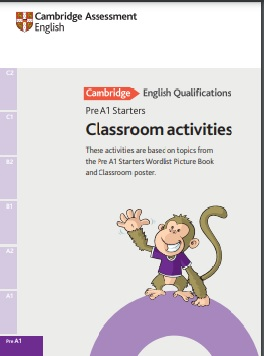 Cambridge Assessment
English
C2
Cambridge English Qualifications
Pre A1 Starters
C1
Classroom activities
These activities are based on topics from
the Pre A1 Starters Wordlist Picture Book
and Classroom poster.
B2
B1
A2
A1
Pre A1